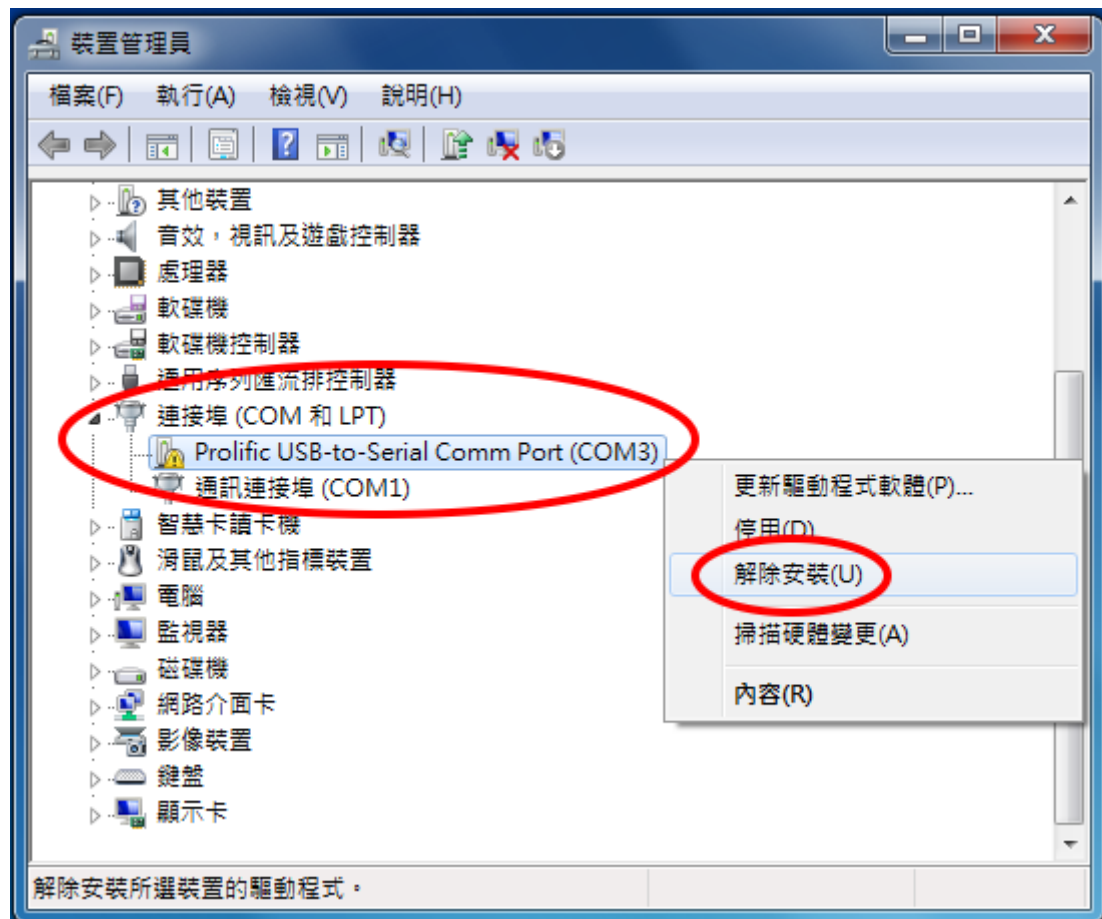 裝置管理員
檔案(F) 執行(A) 檢視(V) 說明(H)
其他裝置
音效，視訊及遊戲控制器
處理器
軟碟機
軟碟機控制器
通用序列匯流排控制器
連接埠 (COM 和 LPT)
Prolific USB-to-Serial Comm Port (COM3)
通訊連接埠 (COM1)
智慧卡讀卡機
滑鼠及其他指標裝置
電腦
監視器
磁碟機
網路介面卡
影像裝置
鍵盤
顯示卡
更新驅動程式軟體(P)...
停用(D)
解除安裝(U)
掃描硬體變更(A)
內容(R)
解除安裝所選裝置的驅動程式。